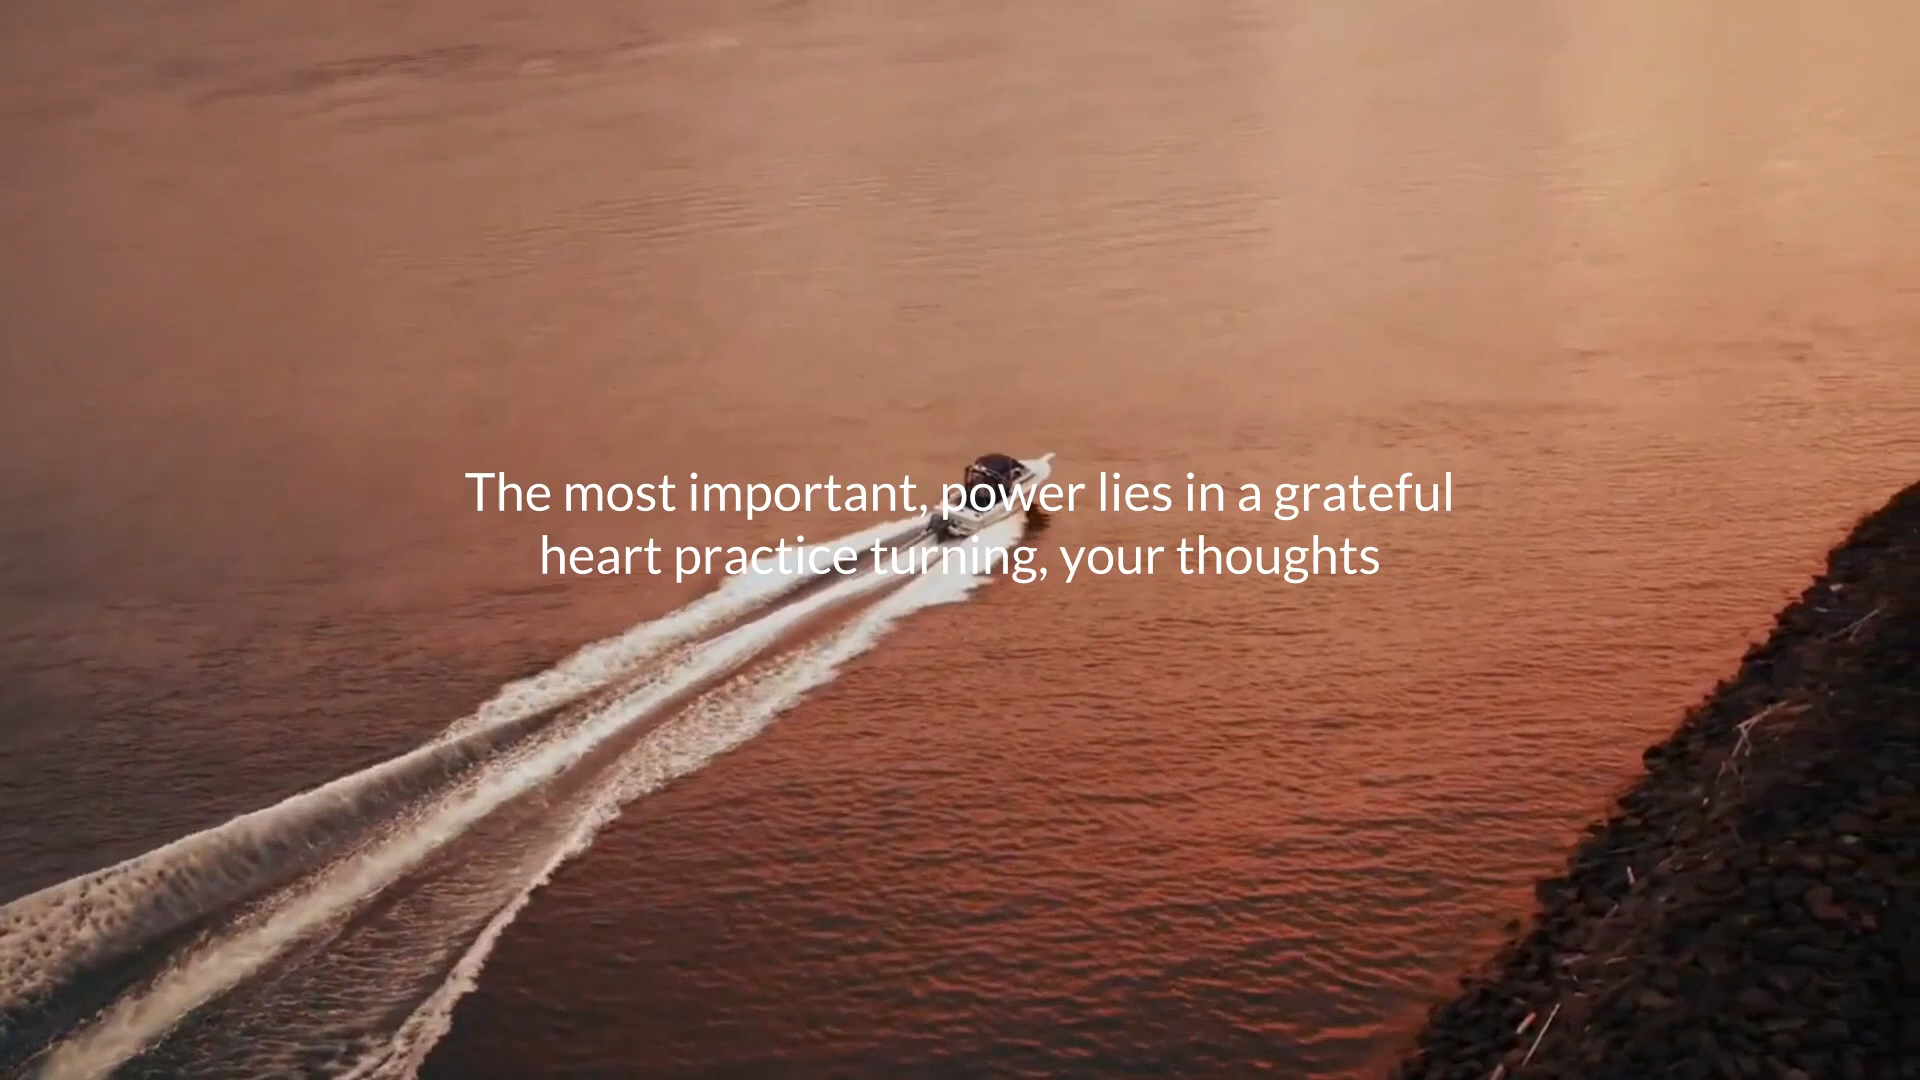 The most important, power lies in a grateful
heart practice turning, your thoughts